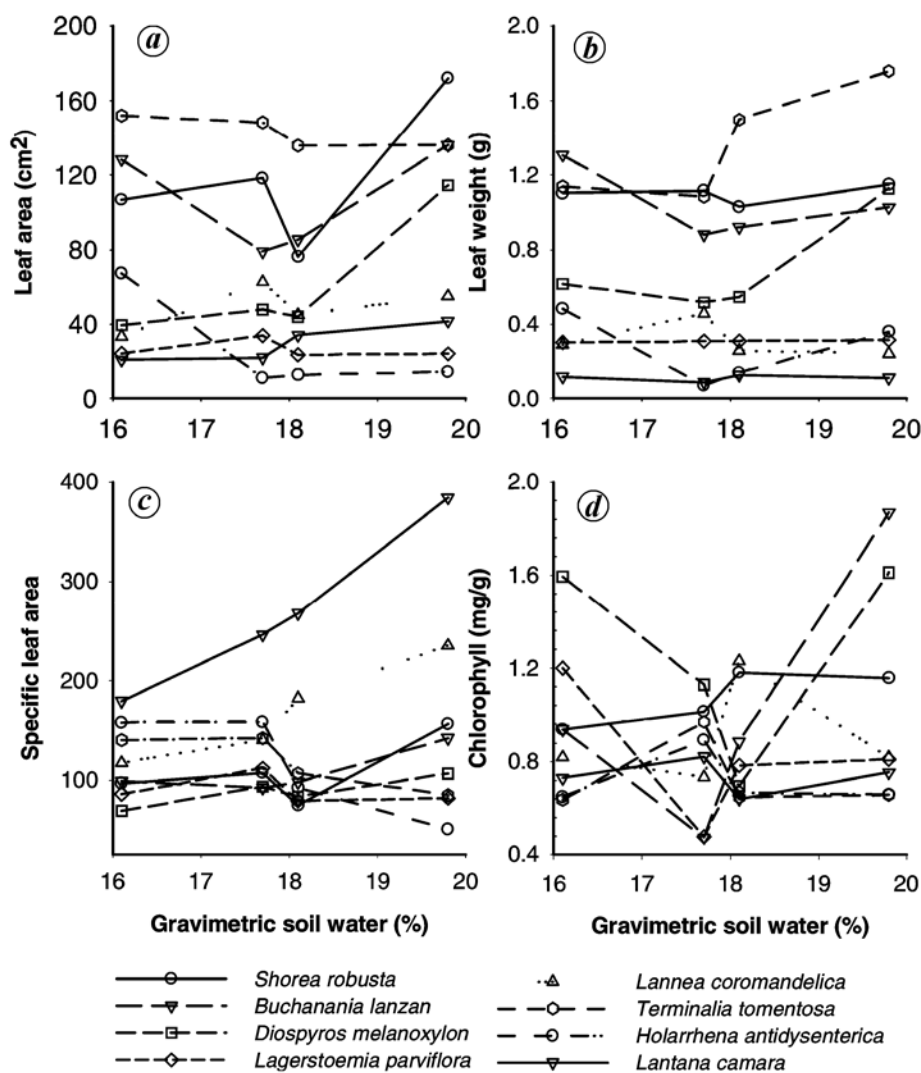 a
b
200
160
120
80
40
0
Leaf area (cm2)
16 17 18 19 20
2.0
1.6
1.2
0.8
0.4
0.0
Leaf weight (g)
16 17 18 19 20
c
d
400
300
200
100
Specific leaf area
16 17 18 19 20
Gravimetric soil water (%)
2.0
1.6
1.2
0.8
0.4
Chlorophyll (mg/g)
16 17 18 19 20
Gravimetric soil water (%)
Shorea robusta
Buchanania lanzan
Diospyros melanoxylon
Lagerstoemia parviflora
Lannea coromandelica
Terminalia tomentosa
Holarrhena antidysenterica
Lantana camara